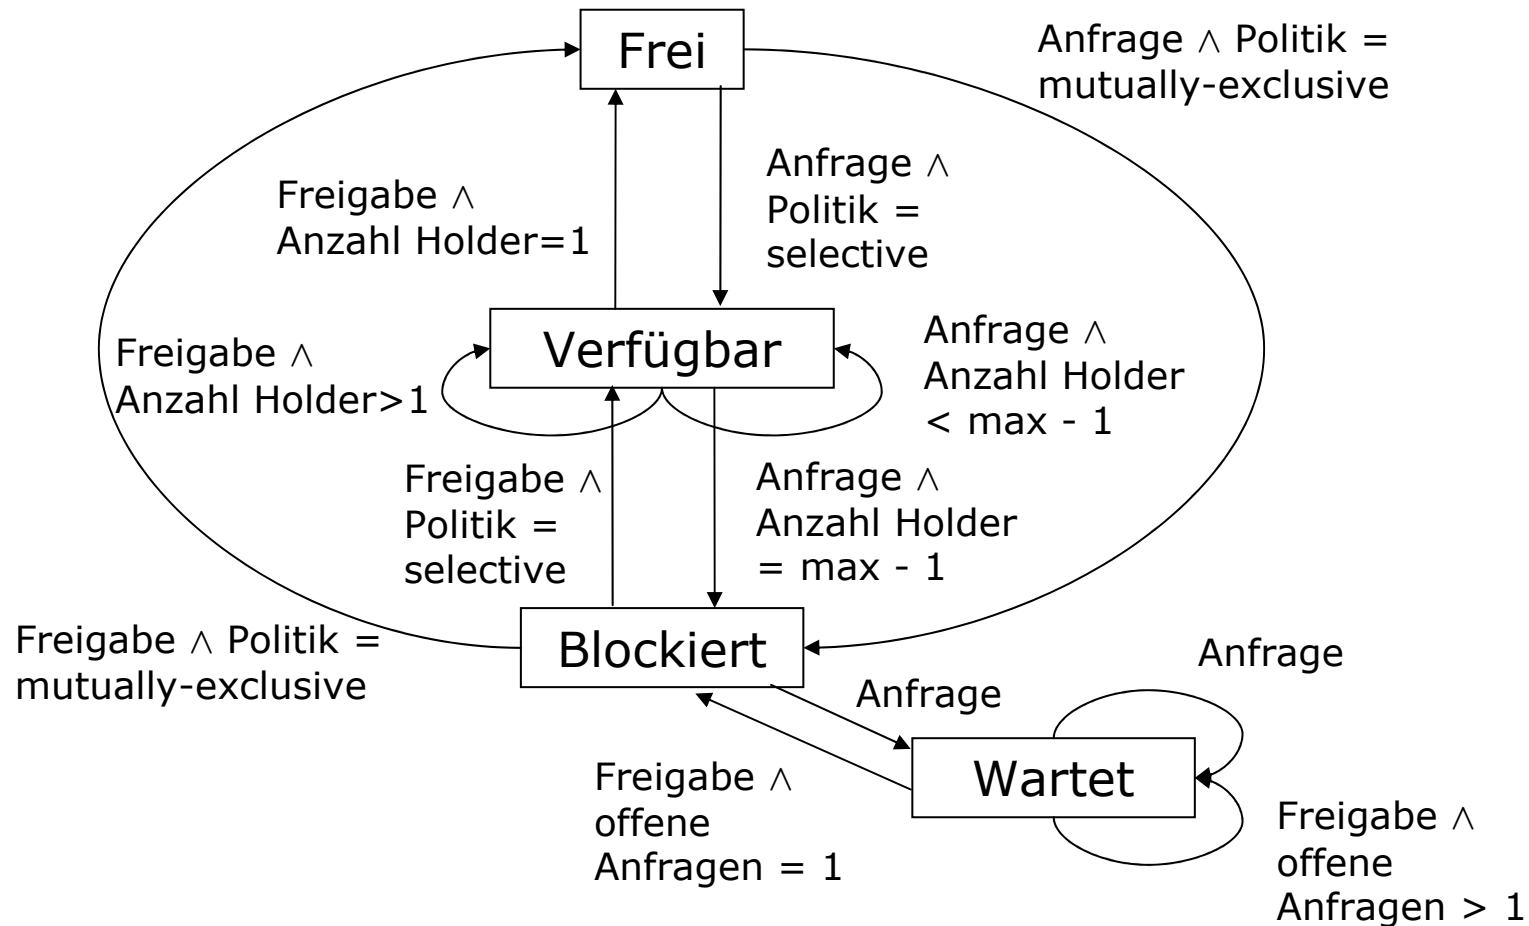 Frei
Anfrage ∧ Politik =
mutually-exclusive
Anfrage ∧
Politik =
selective
Freigabe ∧
Anzahl Holder=1
Verfügbar
Freigabe ∧
Anzahl Holder>1
Anfrage ∧
Anzahl Holder
< max - 1
Freigabe ∧
Politik =
selective
Anfrage ∧
Anzahl Holder
= max - 1
Blockiert
Freigabe ∧ Politik =
mutually-exclusive
Anfrage
Anfrage
Wartet
Freigabe ∧
offene
Anfragen = 1
Freigabe ∧
offene
Anfragen > 1